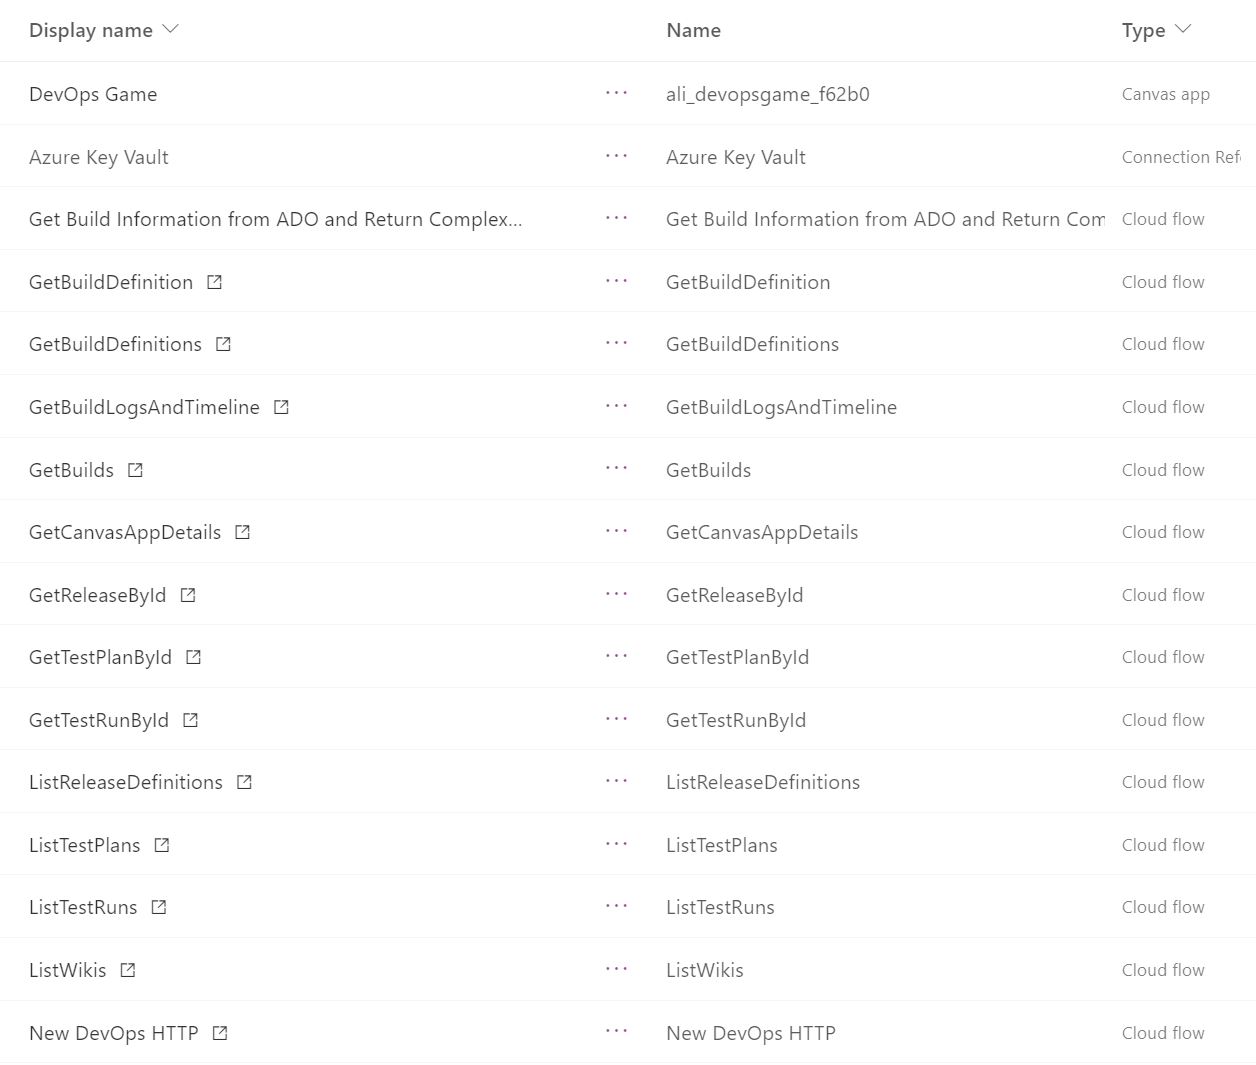 Display name Name Type
DevOps Game ··· ali_devopsgame_f62b0 Canvas app
Azure Key Vault ··· Azure Key Vault Connection Ref
Get Build Information from ADO and Return Complex... ··· Get Build Information from ADO and Return Com Cloud flow
GetBuildDefinition ··· GetBuildDefinition Cloud flow
GetBuildDefinitions ··· GetBuildDefinitions Cloud flow
GetBuildLogsAndTimeline ··· GetBuildLogsAndTimeline Cloud flow
GetBuilds ··· GetBuilds Cloud flow
GetCanvasAppDetails ··· GetCanvasAppDetails Cloud flow
GetReleaseById ··· GetReleaseById Cloud flow
GetTestPlanById ··· GetTestPlanById Cloud flow
GetTestRunById ··· GetTestRunById Cloud flow
ListReleaseDefinitions ··· ListReleaseDefinitions Cloud flow
ListTestPlans ··· ListTestPlans Cloud flow
ListTestRuns ··· ListTestRuns Cloud flow
ListWikis ··· ListWikis Cloud flow
New DevOps HTTP ··· New DevOps HTTP Cloud flow